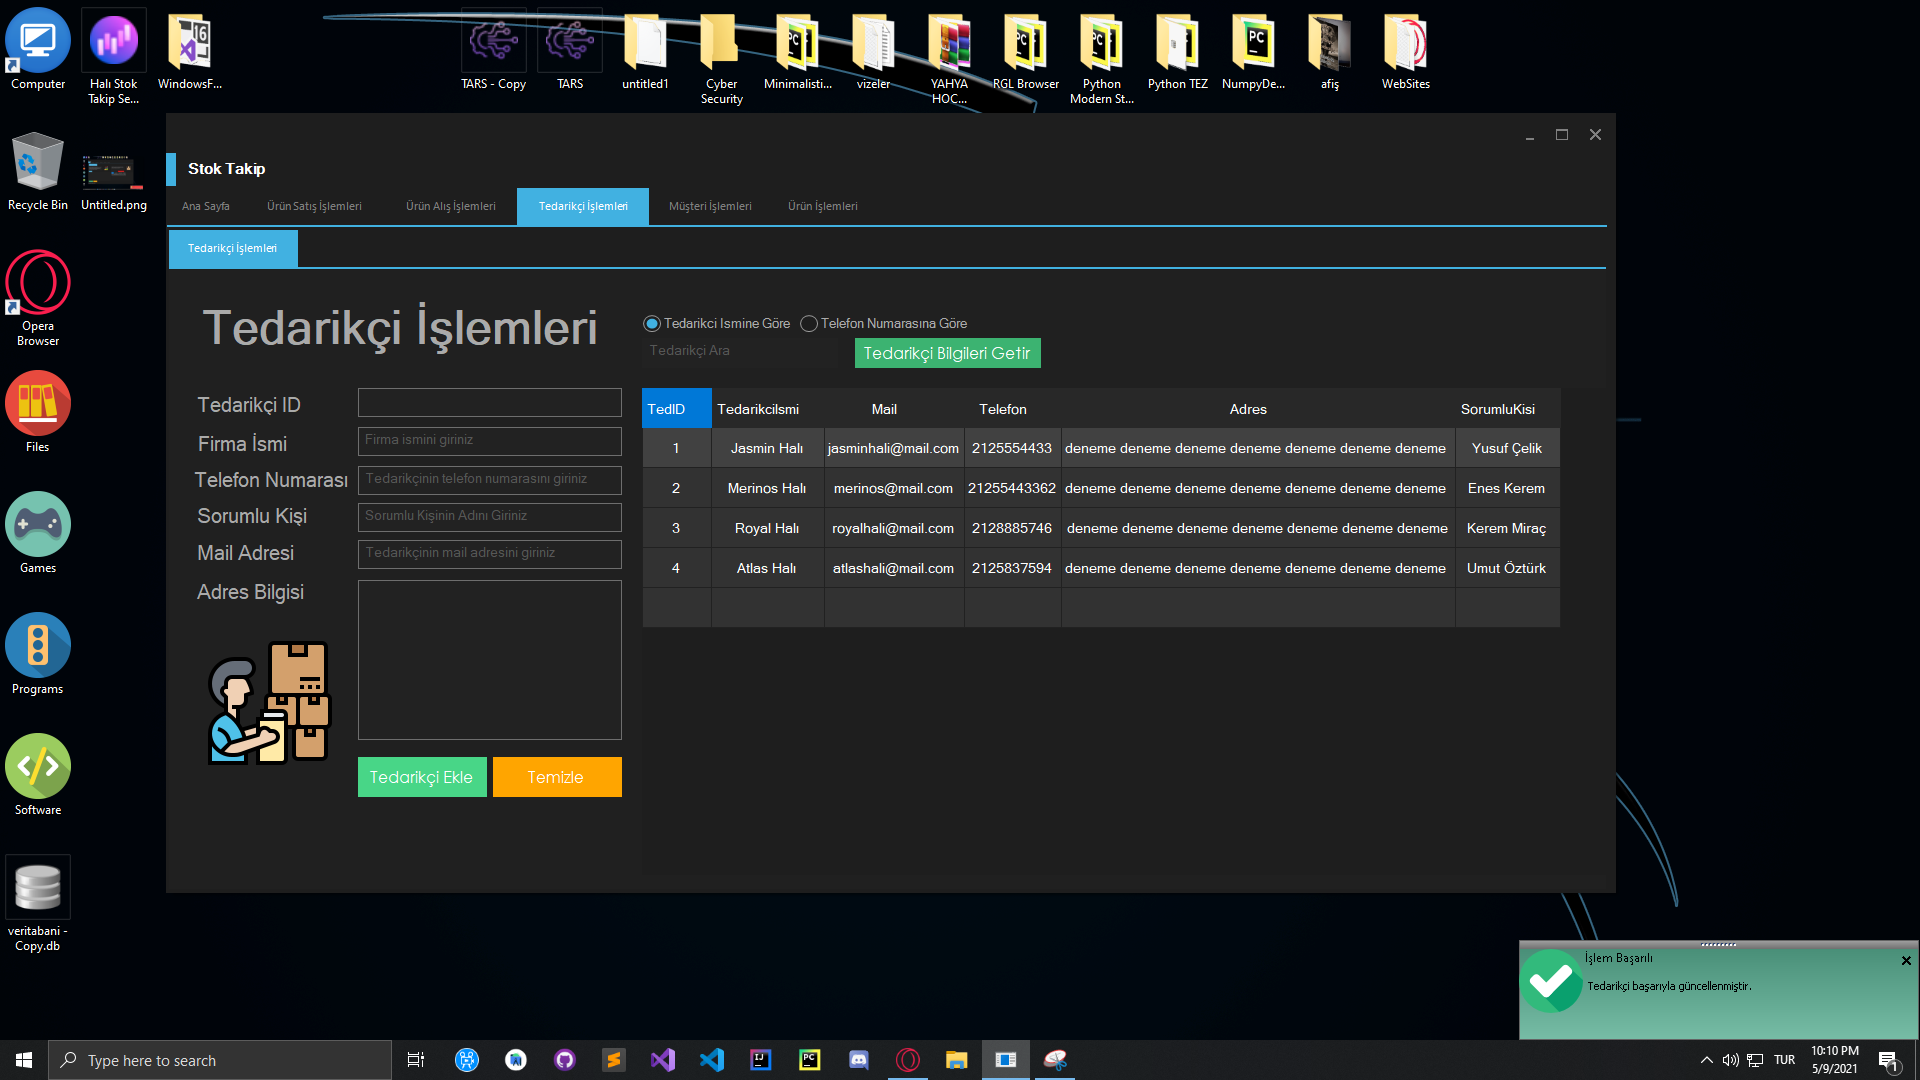 Computer
Halı Stok
Takip Se...
WindowsF...
TARS - Copy
TARS
untitled1
Cyber
Security
Minimalisti...
vizeler
YAHYA
HOC...
RGL Browser
Python
Modern St...
Python TEZ
NumpyDe...
afiş
WebSites
Recycle Bin
Untitled.png
Opera
Browser
Files
Games
Programs
Software
veritabani -
Copy.db
Stok Takip
Ana Sayfa Ürün Satış İşlemleri Ürün Alış İşlemleri Tedarikçi İşlemleri Müşteri İşlemleri Ürün İşlemleri
Tedarikçi İşlemleri
Tedarikçi İşlemleri
Tedarikci Ismine Göre Telefon Numarasına Göre
Tedarikçi Ara
Tedarikçi Bilgileri Getir
Tedarikçi ID
Firma İsmi Firma ismini giriniz
Telefon Numarası Tedarikçinin telefon numarasını giriniz
Sorumlu Kişi Sorumlu Kişinin Adını Giriniz
Mail Adresi Tedarikçinin mail adresini giriniz
Adres Bilgisi
Tedarikçi Ekle Temizle
TedID TedarikciIsmi Mail Telefon Adres SorumluKisi
1 Jasmin Halı jasminhali@mail.com 2125554433 deneme deneme deneme deneme deneme deneme deneme Yusuf Çelik
2 Merinos Halı merinos@mail.com 21255443362 deneme deneme deneme deneme deneme deneme deneme Enes Kerem
3 Royal Halı royalhali@mail.com 2128885746 deneme deneme deneme deneme deneme deneme deneme Kerem Miraç
4 Atlas Halı atlashali@mail.com 2125837594 deneme deneme deneme deneme deneme deneme deneme Umut Öztürk
İşlem Başarılı
Tedarikçi başarıyla güncellenmiştir.
Type here to search
TUR
10:10 PM
5/9/2021
1